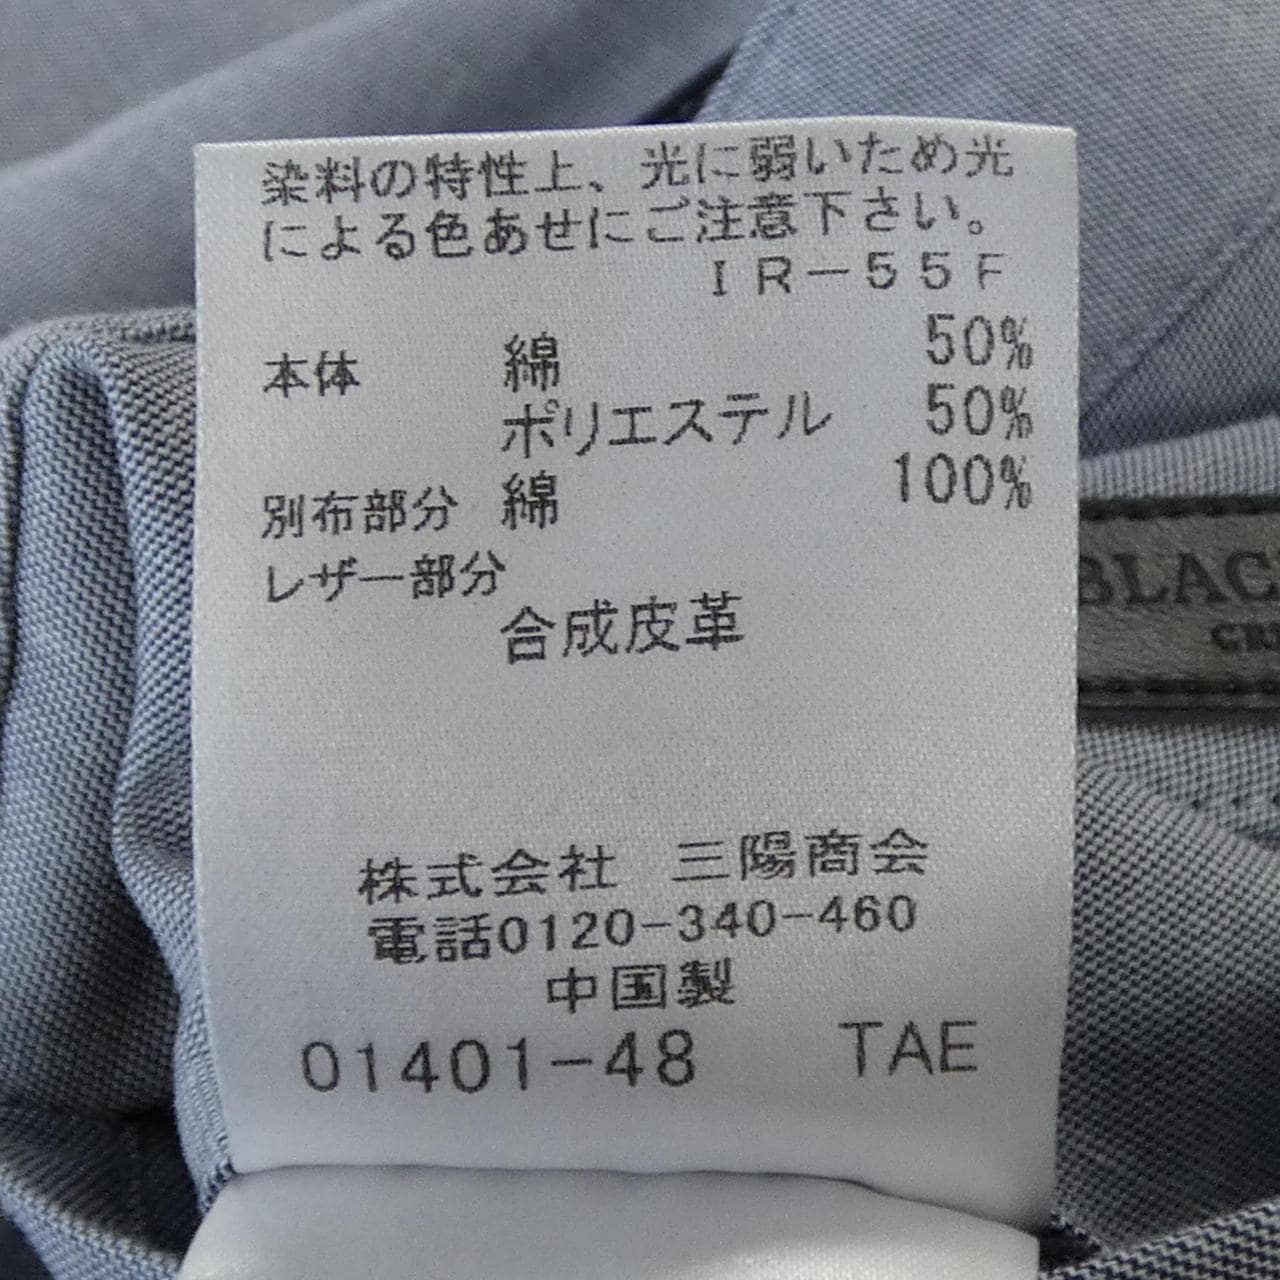 染料の特性上、光に弱いため光
による色あせにご注意下さい。
IR-55F
本体 綿 50%
ポリエステル 50%
別布部分 綿 100%
レザー部分
合成皮革
株式会社 三陽商会
電話0120-340-460
中国製
01401-48 TAE
BLAC
CR